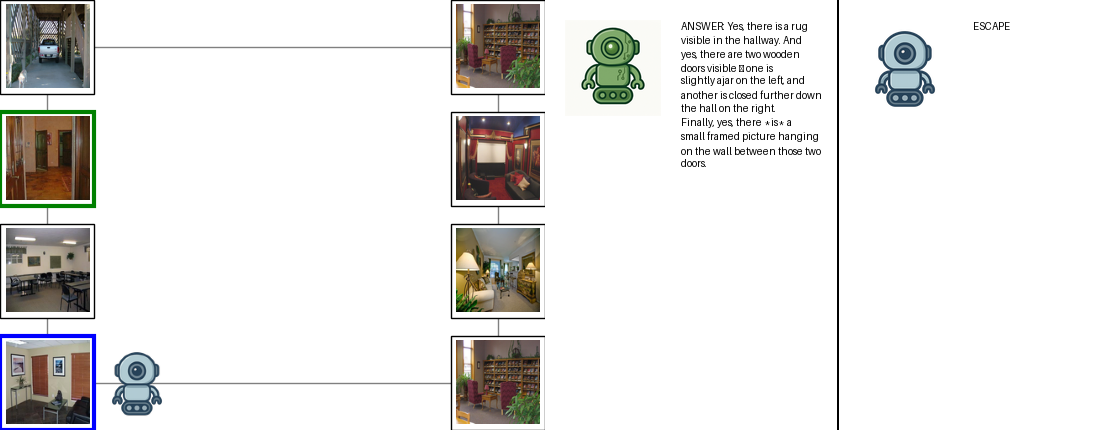 ANSWER: Yes, there is a rug
visible in the hallway. And
yes, there are two wooden
doors visible one is
slightly ajar on the left, and
another is closed further down
the hall on the right.
Finally, yes, there *is* a
small framed picture hanging
on the wall between those two
doors.
ESCAPE